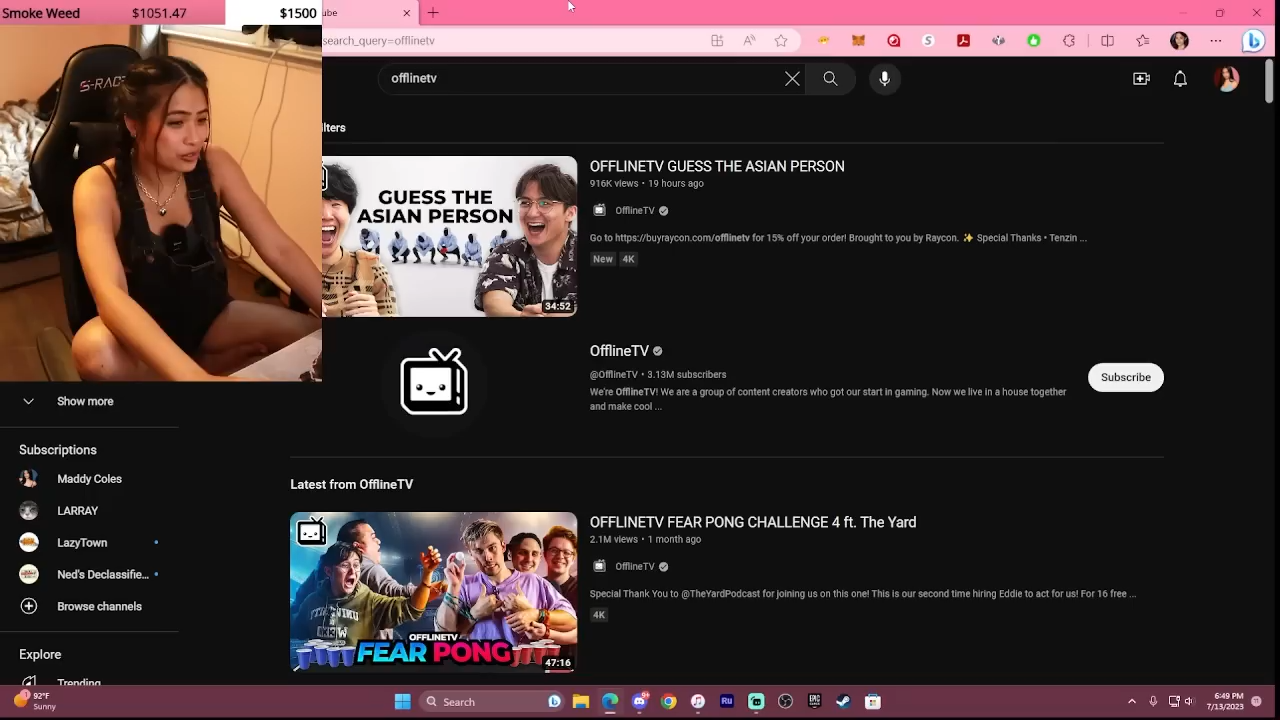 Smoke Weed $1051.47 $1500
S-RACE
ube
search_query=offlinetv
offlinetv
ilters
GUESS THE
ASIAN PERSON
34:52
OFFLINETV GUESS THE ASIAN PERSON
916K views • 19 hours ago
OfflineTV
Go to https://buyraycon.com/offlinetv for 15% off your order! Brought to you by Raycon. ✨ Special Thanks • Tenzin ...
New 4K
OfflineTV
@OfflineTV • 3.13M subscribers
We're OfflineTV! We are a group of content creators who got our start in gaming. Now we live in a house together
and make cool ...
Subscribe
Show more
Subscriptions
Maddy Coles
LARRAY
LazyTown
Ned's Declassifie...
Browse channels
Explore
Trending
Latest from OfflineTV
OFFLINETV
FEAR PONG
47:16
OFFLINETV FEAR PONG CHALLENGE 4 ft. The Yard
2.1M views • 1 month ago
OfflineTV
Special Thank You to @TheYardPodcast for joining us on this one! This is our second time hiring Eddie to act for us! For 16 free ...
4K
92°F
Sunny
Search
Ru
EPIC
6:49 PM
7/13/2023